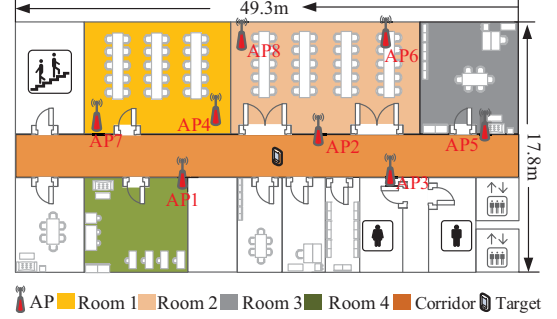 49.3m
AP8
AP6
AP7
AP4
AP2
AP5
17.8m
AP1
AP3
AP Room 1 Room 2 Room 3 Room 4 Corridor Target